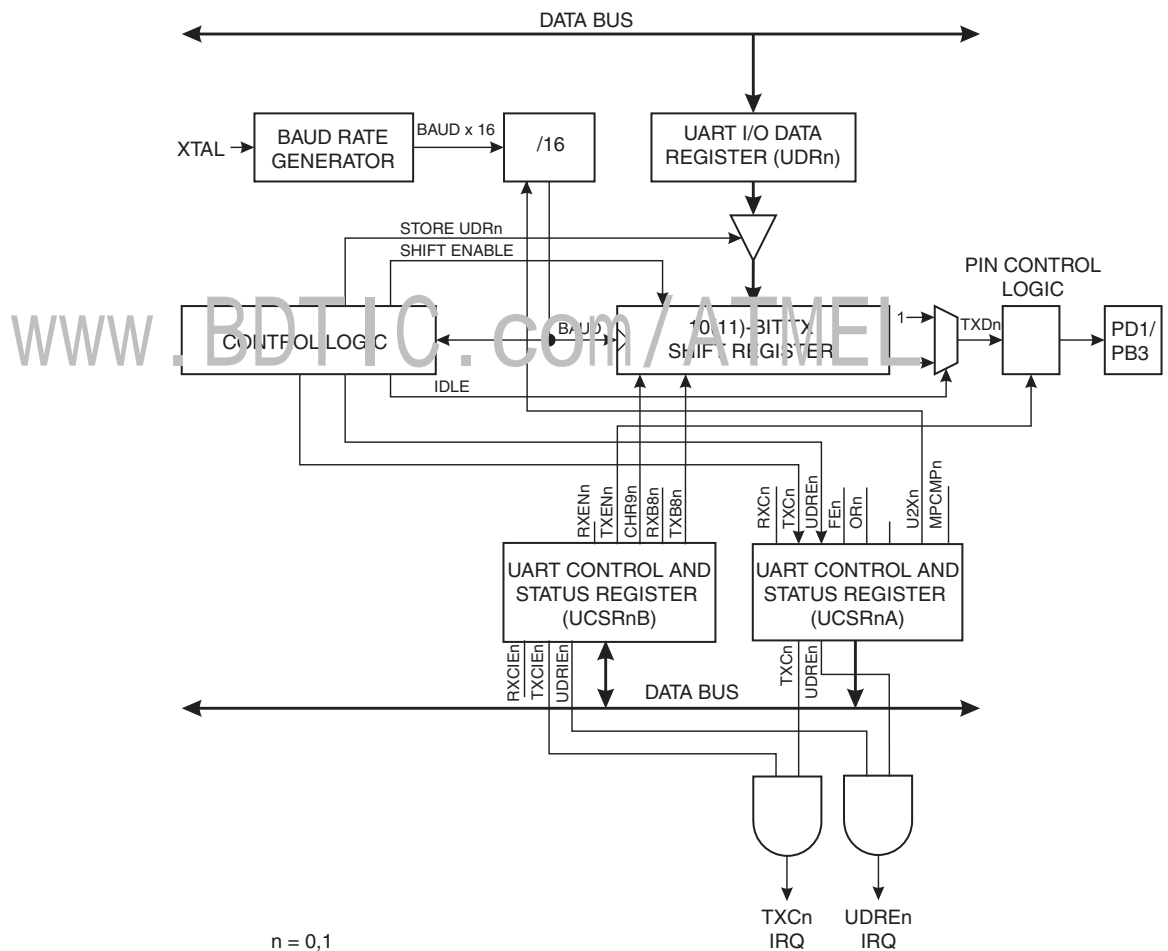 DATA BUS
XTAL
BAUD RATE
GENERATOR
BAUD x 16
/16
UART I/O DATA
REGISTER (UDRn)
STORE UDRn
SHIFT ENABLE
PIN CONTROL
LOGIC
www.BDTIC.com/ATMEL
CONTROL LOGIC
BAUD
10(11)-BIT TX
SHIFT REGISTER
1
TXDn
PD1/
PB3
IDLE
RXENn
TXENn
CHR9n
RXB8n
TXB8n
RXCn
TXCn
UDREn
FEn
ORn
U2Xn
MPCMPn
UART CONTROL AND
STATUS REGISTER
(UCSRnB)
UART CONTROL AND
STATUS REGISTER
(UCSRnA)
RXCIEn
TXCIEn
UDRIEn
TXCn
UDREn
DATA BUS
TXCn
IRQ
UDREn
IRQ
n = 0,1